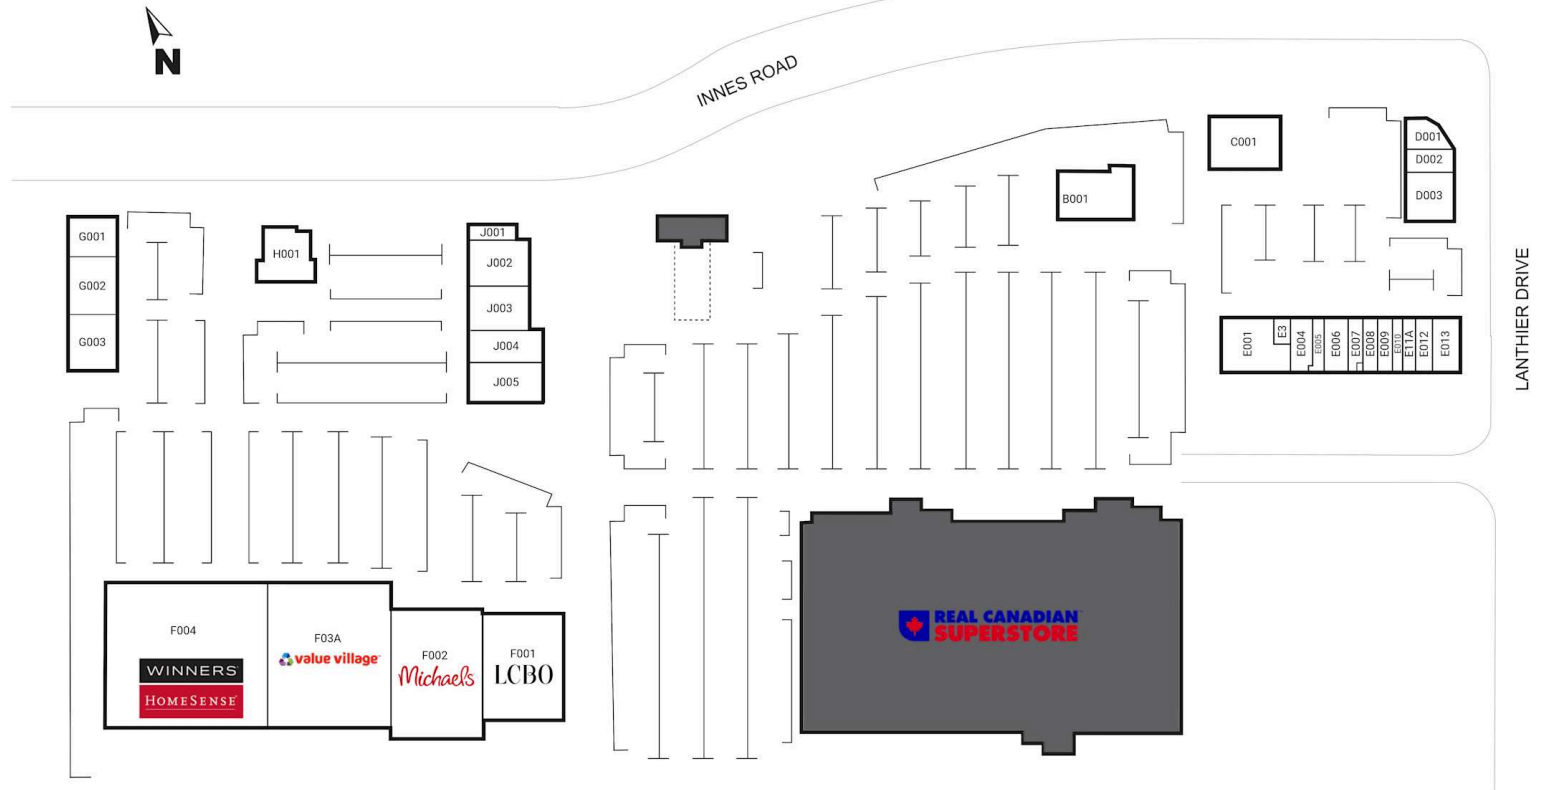 N
INNES ROAD
LANTHIER DRIVE
C001
D001
D002
D003
B001
G001
G002
G003
H001
J001
J002
J003
J004
J005
E001
E3
E004
E005
E006
E007
E008
E009
E010
E11A
E012
E013
F004
WINNERS
HOMESENSE
F03A
value village
F002
Michaels
F001
LCBO
REAL CANADIAN
SUPERSTORE